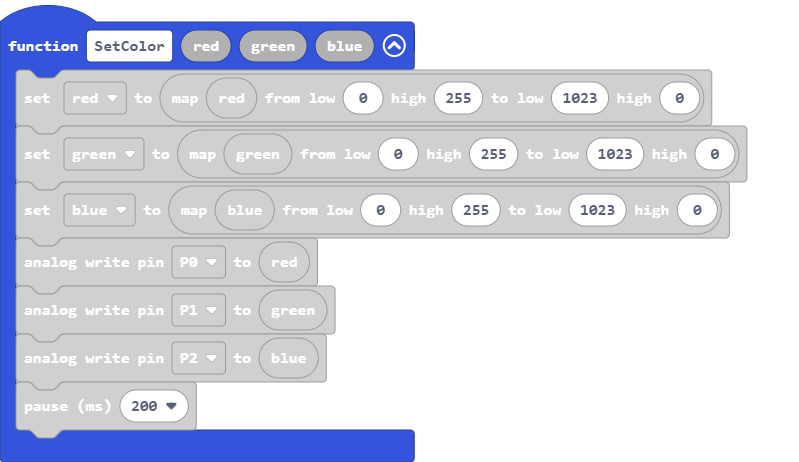 function SetColor red green blue
set red to map red from low 0 high 255 to low 1023 high 0
set green to map green from low 0 high 255 to low 1023 high 0
set blue to map blue from low 0 high 255 to low 1023 high 0
analog write pin P0 to red
analog write pin P1 to green
analog write pin P2 to blue
pause (ms) 200